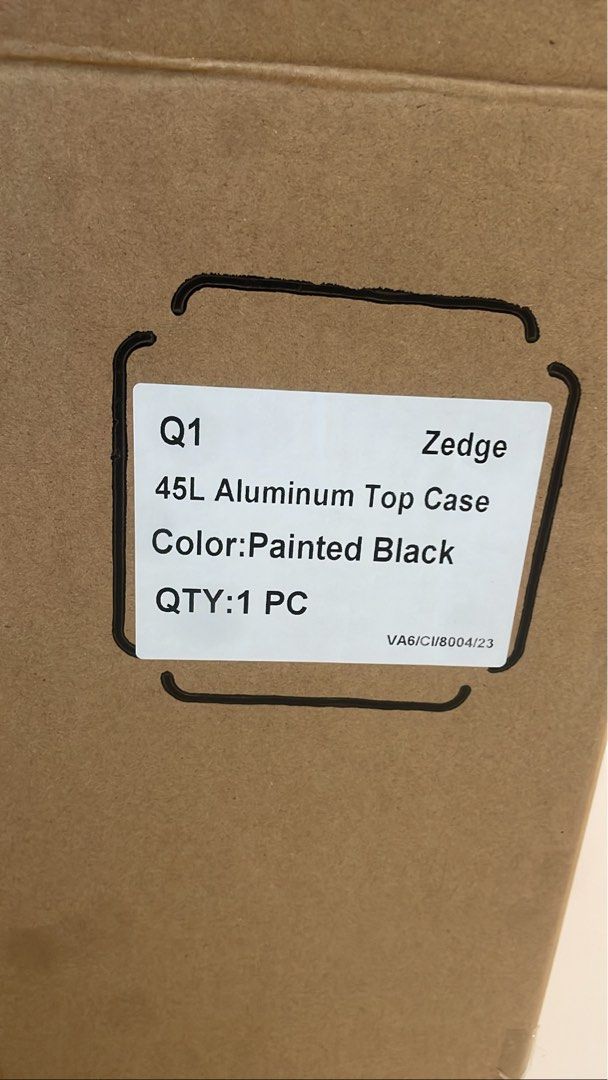 Q1 Zedge
45L Aluminum Top Case
Color:Painted Black
QTY:1 PC
VA6/CI/8004/23